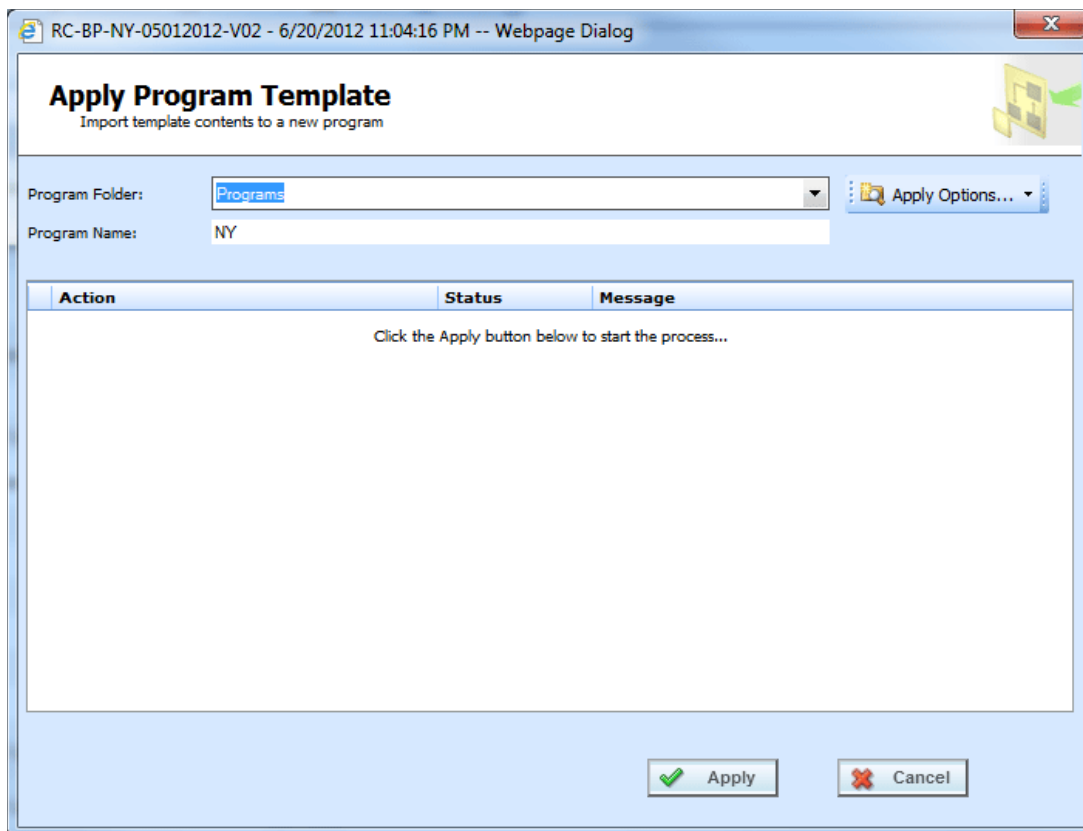 RC-BP-NY-05012012-V02 - 6/20/2012 11:04:16 PM -- Webpage Dialog
Apply Program Template
Import template contents to a new program
Program Folder: Programs Apply Options...
Program Name: NY
Action Status Message
Click the Apply button below to start the process...
Apply Cancel